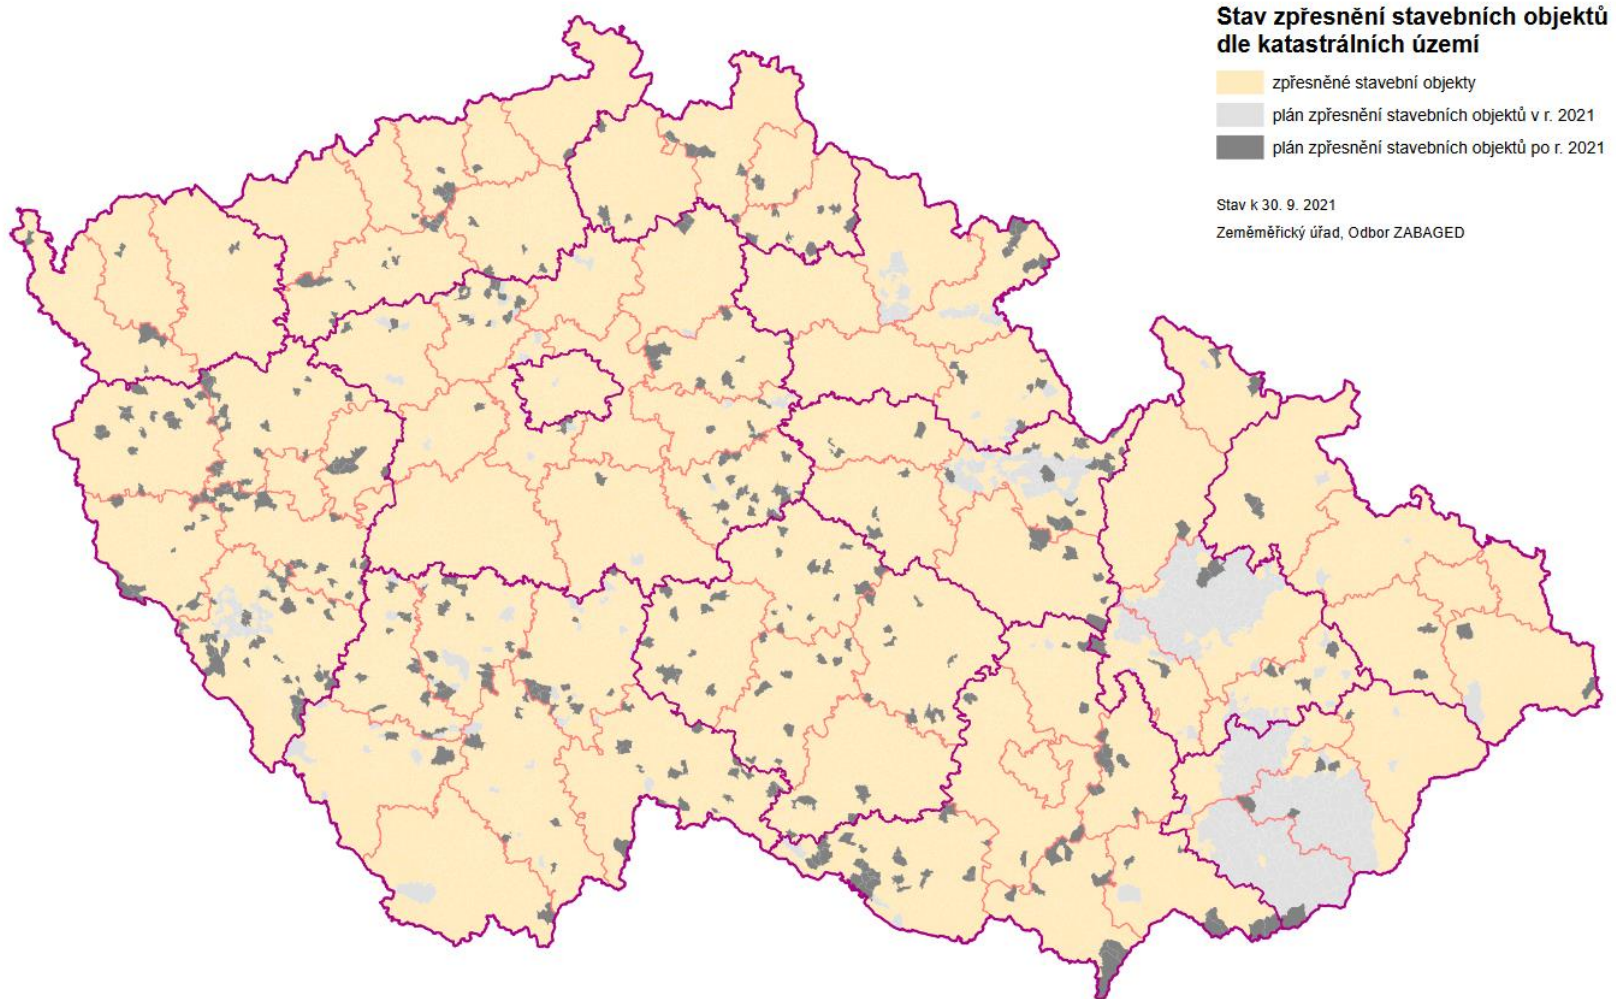 Stav zpřesnění stavebních objektů
dle katastrálních území
zpřesněné stavební objekty
plán zpřesnění stavebních objektů v r. 2021
plán zpřesnění stavebních objektů po r. 2021
Stav k 30. 9. 2021
Zeměměřický úřad, Odbor ZABAGED